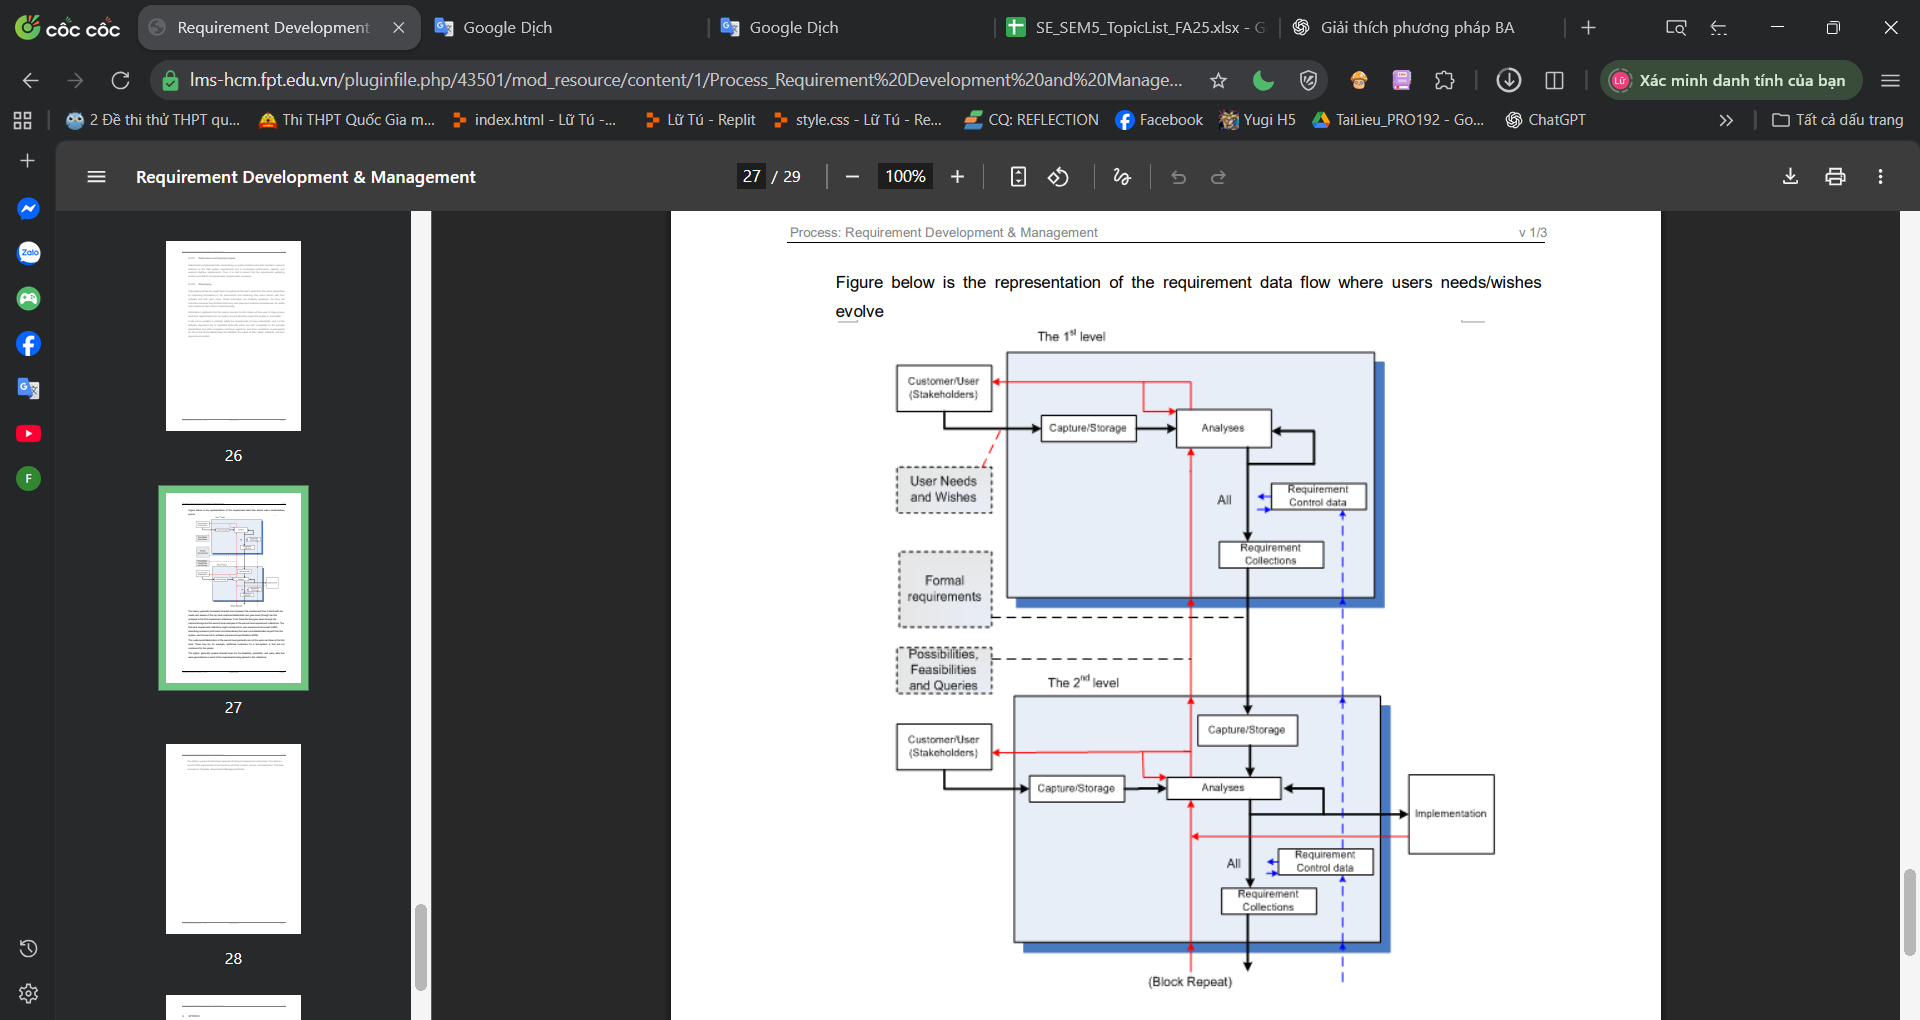 cốc cốc
Requirement Development
Google Dịch
Google Dịch
SE_SEM5_TopicList_FA25.xlsx - G
Giải thích phương pháp BA
lms-hcm.fpt.edu.vn/pluginfile.php/43501/mod_resource/content/1/Process_Requirement%20Development%20and%20Manage...
Lữ
Xác minh danh tính của bạn
2 Đề thi thử THPT qu...
Thi THPT Quốc Gia m...
index.html - Lữ Tú -...
Lữ Tú - Replit
style.css - Lữ Tú - Re...
CQ: REFLECTION
Facebook
Yugi H5
TaiLieu_PRO192 - Go...
ChatGPT
Tất cả dấu trang
Requirement Development & Management
27 / 29
100%
Zalo
F
26
27
28
Process: Requirement Development & Management
v 1/3
Figure below is the representation of the requirement data flow where users needs/wishes
evolve
The 1st level
Customer/User
(Stakeholders)
Capture/Storage
Analyses
User Needs
and Wishes
All
Requirement
Control data
Requirement
Collections
Formal
requirements
Possibilities,
Feasibilities
and Queries
The 2nd level
Capture/Storage
Customer/User
(Stakeholders)
Capture/Storage
Analyses
Implementation
All
Requirement
Control data
Requirement
Collections
(Block Repeat)